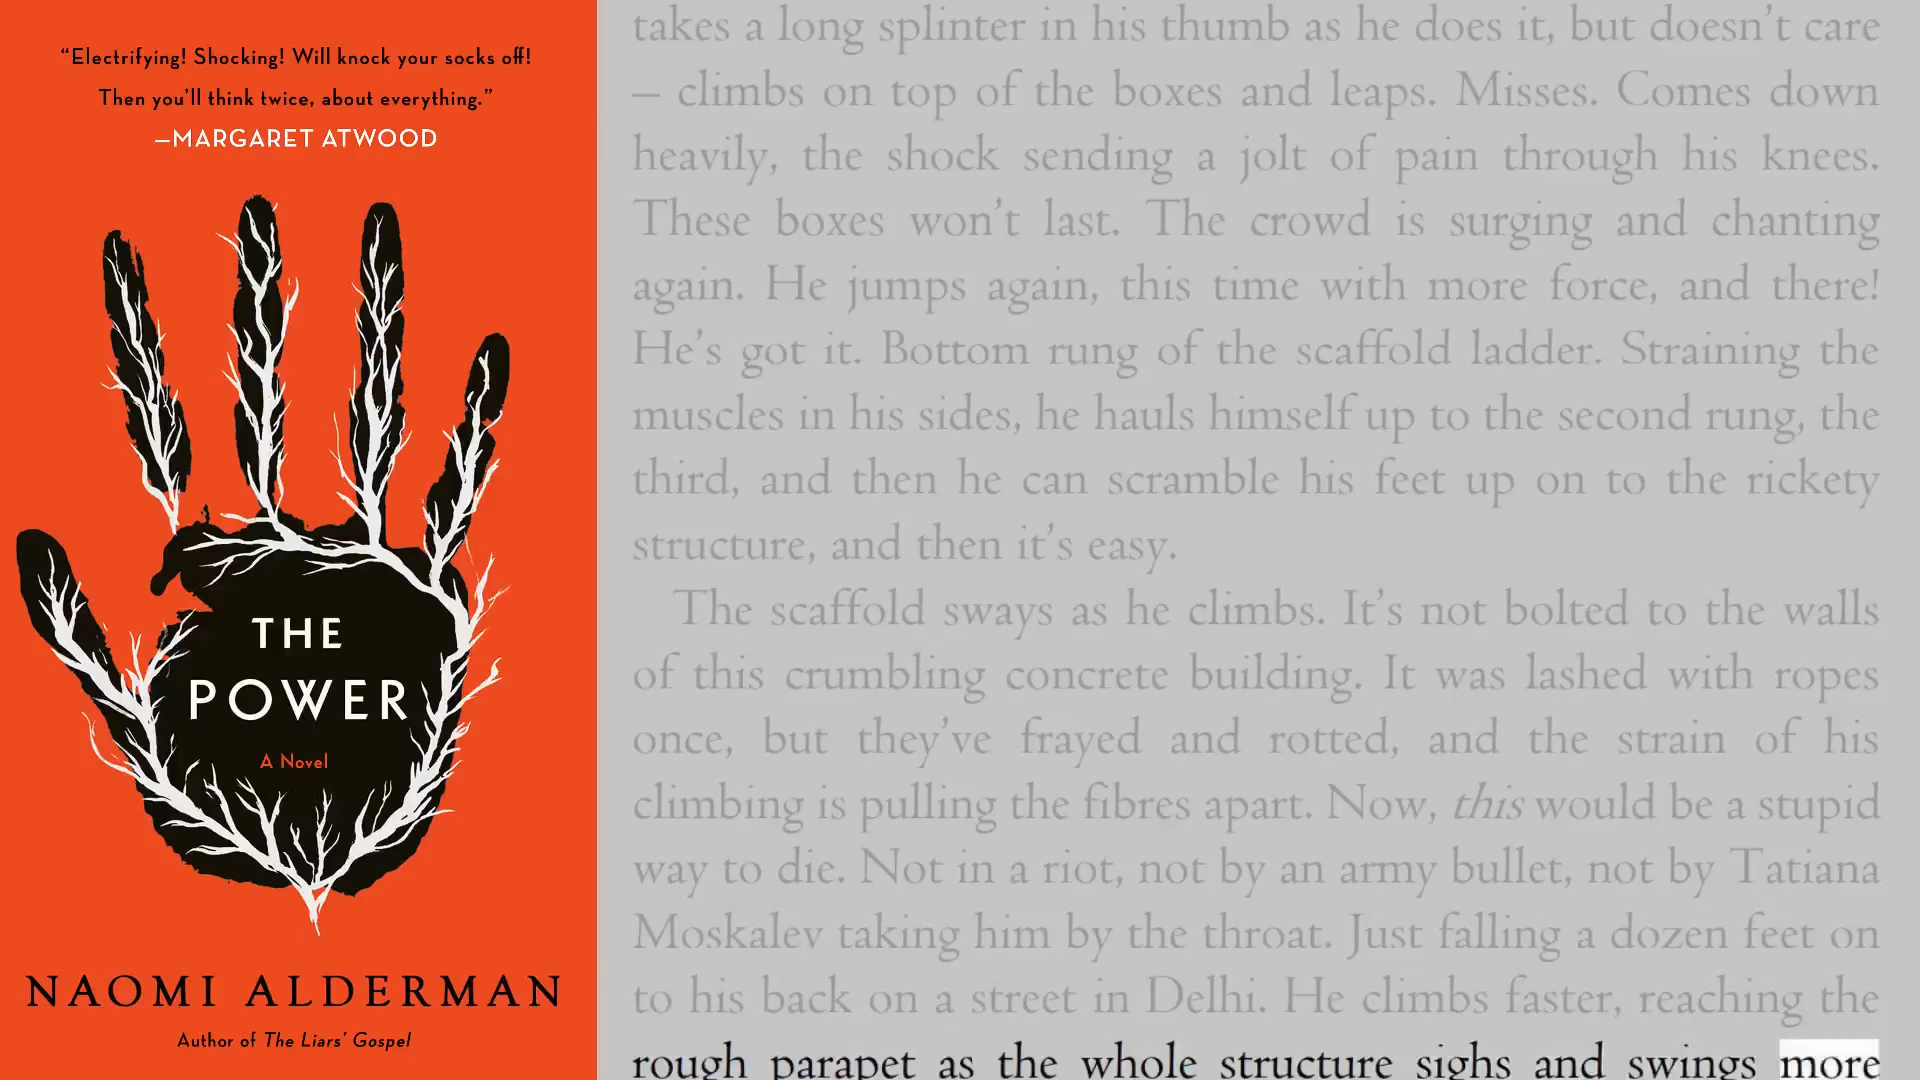 “Electrifying! Shocking! Will knock your socks off!
Then you’ll think twice, about everything.”
—MARGARET ATWOOD
THE
POWER
A Novel
NAOMI ALDERMAN
Author of The Liars’ Gospel
takes a long splinter in his thumb as he does it, but doesn’t care
– climbs on top of the boxes and leaps. Misses. Comes down
heavily, the shock sending a jolt of pain through his knees.
These boxes won’t last. The crowd is surging and chanting
again. He jumps again, this time with more force, and there!
He’s got it. Bottom rung of the scaffold ladder. Straining the
muscles in his sides, he hauls himself up to the second rung, the
third, and then he can scramble his feet up on to the rickety
structure, and then it’s easy.
The scaffold sways as he climbs. It’s not bolted to the walls
of this crumbling concrete building. It was lashed with ropes
once, but they’ve frayed and rotted, and the strain of his
climbing is pulling the fibres apart. Now, this would be a stupid
way to die. Not in a riot, not by an army bullet, not by Tatiana
Moskalev taking him by the throat. Just falling a dozen feet on
to his back on a street in Delhi. He climbs faster, reaching the
rough parapet as the whole structure sighs and swings more